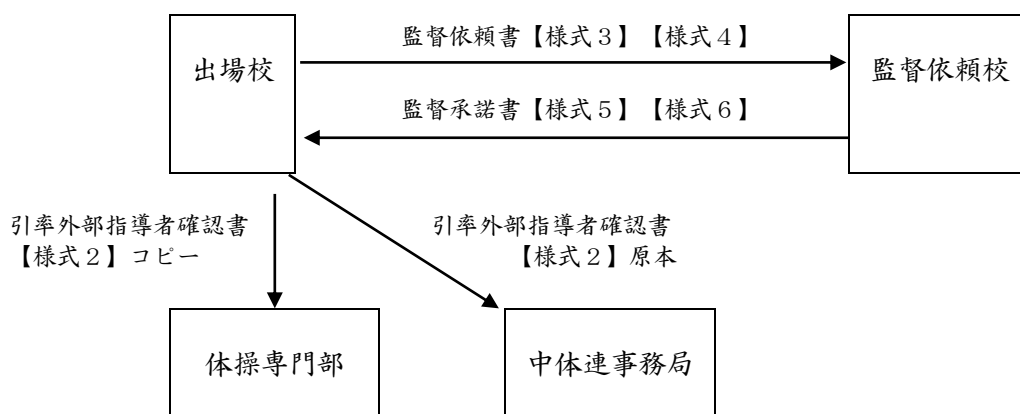 監督依頼書【様式３】【様式４】
出場校
監督依頼校
監督承諾書【様式５】【様式６】
引率外部指導者確認書
【様式２】コピー
引率外部指導者確認書
【様式２】原本
体操専門部
中体連事務局